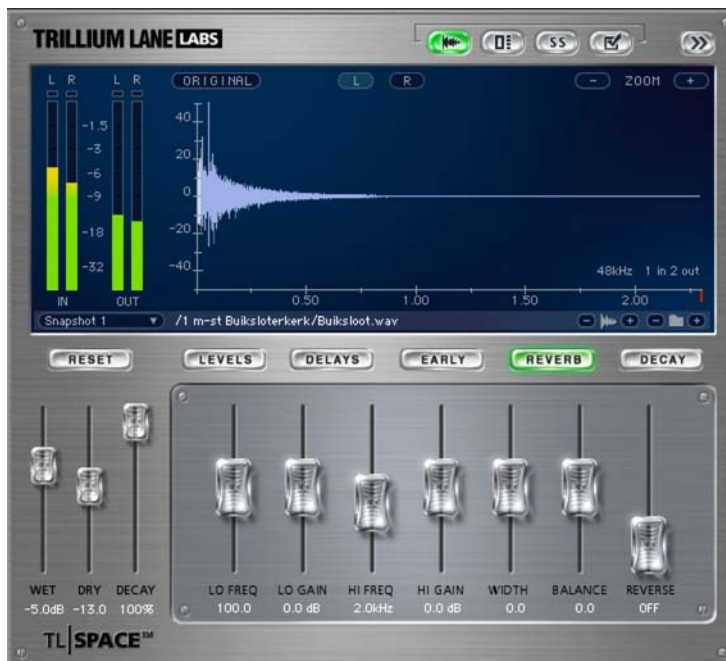 TRILLIUM LANE LABS
SS
L R L R
ORIGINAL L R - ZOOM +
-1.5
-3
-6
-9
-18
-32
40
20
0
-20
-40
48kHz 1 in 2 out
IN OUT
0.50 1.00 1.50 2.00
Snapshot 1 /1 m-st Buiksloterkerk/Buiksloot.wav - + - +
RESET LEVELS DELAYS EARLY REVERB DECAY
WET DRY DECAY LO FREQ LO GAIN HI FREQ HI GAIN WIDTH BALANCE REVERSE
-5.0dB -13.0 100% 100.0 0.0 dB 2.0kHz 0.0 dB 0.0 0.0 OFF
TL|SPACE™